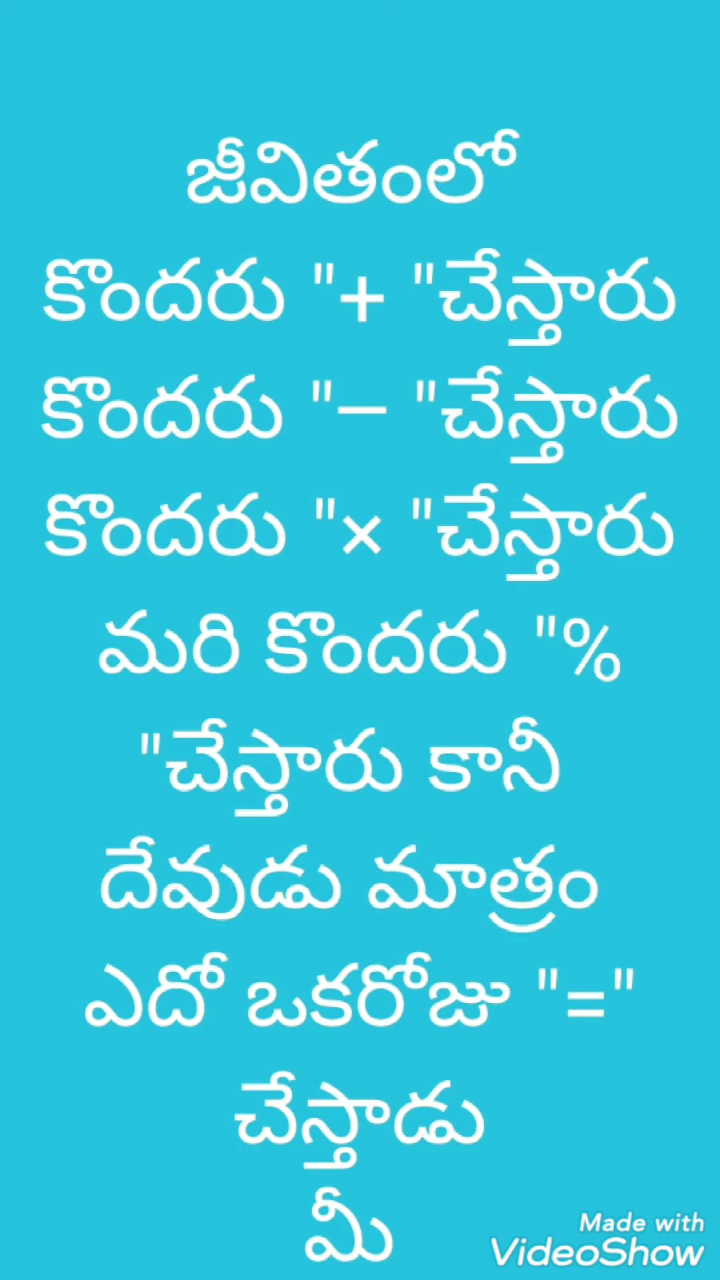 జీవితంలో
కొందరు "+ "చేస్తారు
కొందరు "− "చేస్తారు
కొందరు "× "చేస్తారు
మరి కొందరు "%
"చేస్తారు కానీ
దేవుడు మాత్రం
ఎదో ఒకరోజు "="
చేస్తాడు
మీ
Made with
VideoShow